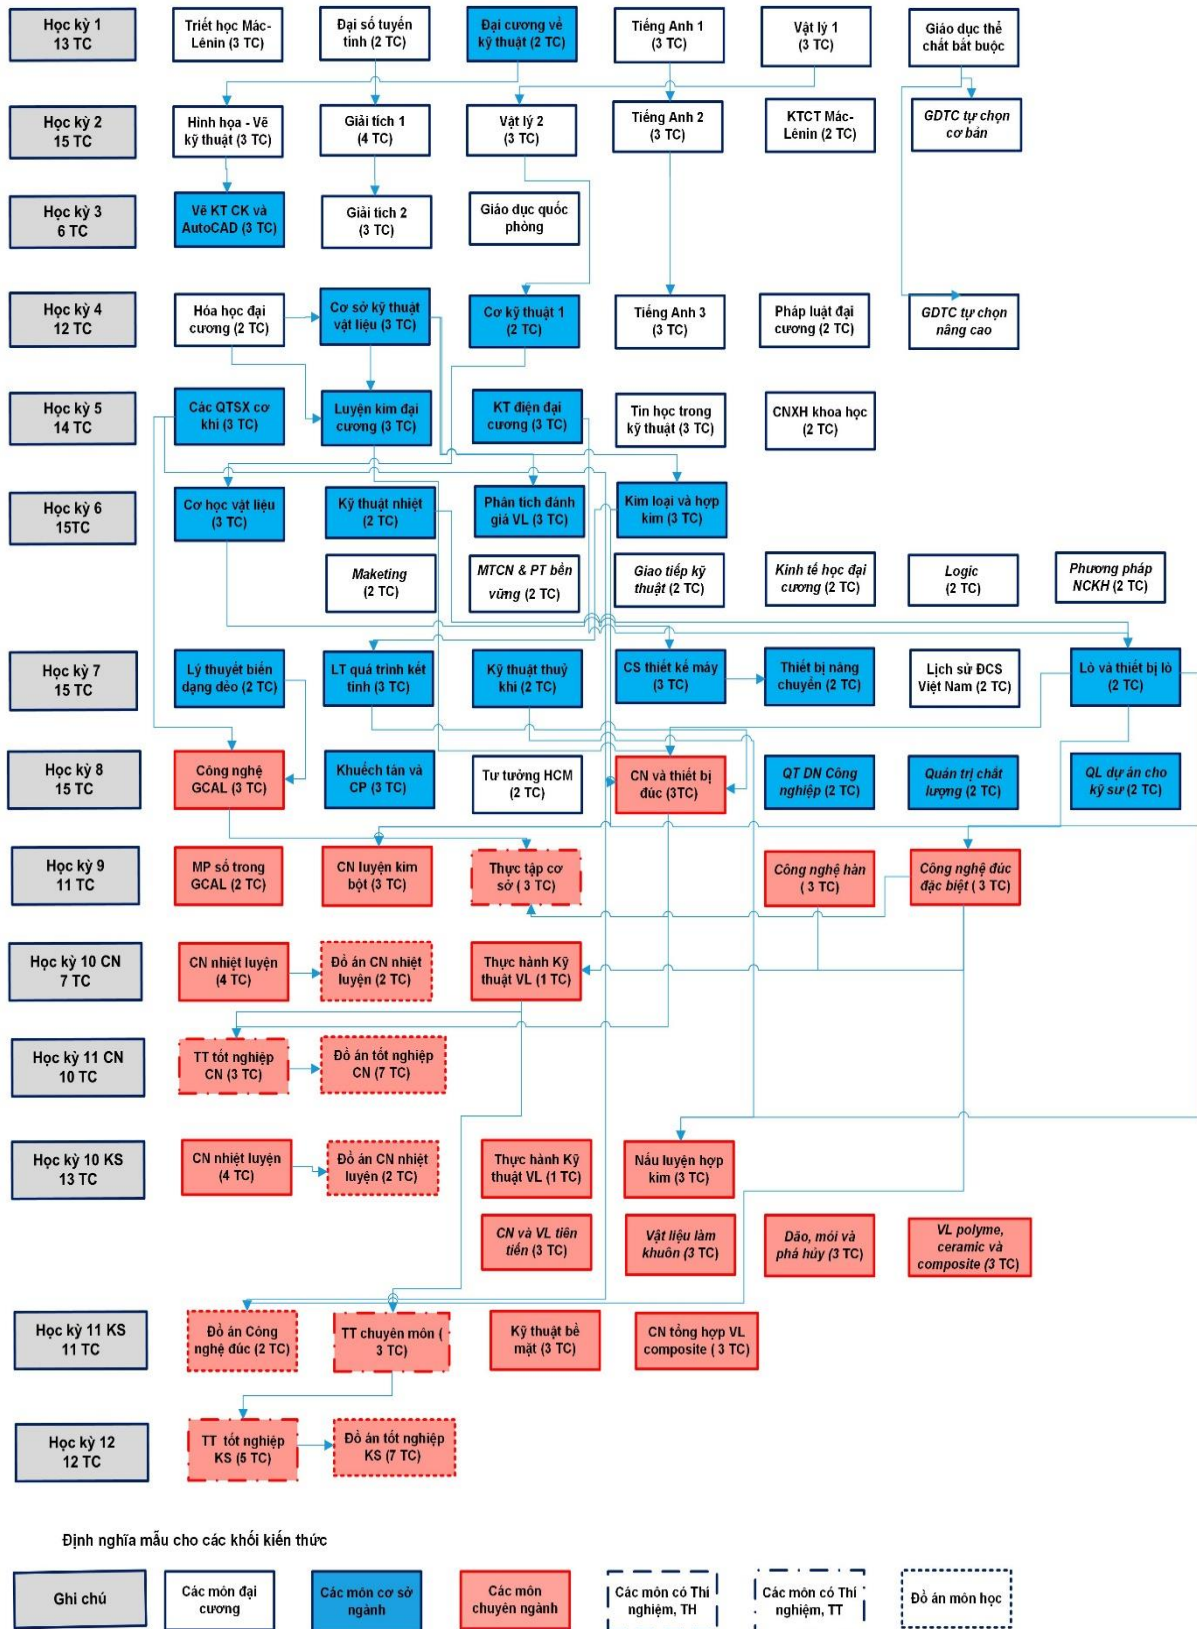 Học kỳ 1
13 TC
Triết học Mác-
Lênin (3 TC)
Đại số tuyến
tính (2 TC)
Đại cương về
kỹ thuật (2 TC)
Tiếng Anh 1
(3 TC)
Vật lý 1
(3 TC)
Giáo dục thể
chất bắt buộc
Học kỳ 2
15 TC
Hình họa - Vẽ
kỹ thuật (3 TC)
Giải tích 1
(4 TC)
Vật lý 2
(3 TC)
Tiếng Anh 2
(3 TC)
KTCT Mác-
Lênin (2 TC)
GDTC tự chọn
cơ bản
Học kỳ 3
6 TC
Vẽ KT CK và
AutoCAD (3 TC)
Giải tích 2
(3 TC)
Giáo dục quốc
phòng
Học kỳ 4
12 TC
Hóa học đại
cương (2 TC)
Cơ sở kỹ thuật
vật liệu (3 TC)
Cơ kỹ thuật 1
(2 TC)
Tiếng Anh 3
(3 TC)
Pháp luật đại
cương (2 TC)
GDTC tự chọn
nâng cao
Học kỳ 5
14 TC
Các QTSX cơ
khí (3 TC)
Luyện kim đại
cương (3 TC)
KT điện đại
cương (3 TC)
Tin học trong
kỹ thuật (3 TC)
CNXH khoa học
(2 TC)
Học kỳ 6
15TC
Cơ học vật liệu
(3 TC)
Kỹ thuật nhiệt
(2 TC)
Phân tích đánh
giá VL (3 TC)
Kim loại và hợp
kim (3 TC)
Maketing
(2 TC)
MTCN & PT bền
vững (2 TC)
Giao tiếp kỹ
thuật (2 TC)
Kinh tế học đại
cương (2 TC)
Logic
(2 TC)
Phương pháp
NCKH (2 TC)
Học kỳ 7
15 TC
Lý thuyết biến
dạng dẻo (2 TC)
LT quá trình kết
tinh (3 TC)
Kỹ thuật thuỷ
khí (2 TC)
CS thiết kế máy
(3 TC)
Thiết bị nâng
chuyển (2 TC)
Lịch sử ĐCS
Việt Nam (2 TC)
Lò và thiết bị lò
(2 TC)
Học kỳ 8
15 TC
Công nghệ
GCAL (3 TC)
Khuếch tán và
CP (3 TC)
Tư tưởng HCM
(2 TC)
CN và thiết bị
đúc (3TC)
QT DN Công
nghiệp (2 TC)
Quản trị chất
lượng (2 TC)
QL dự án cho
kỹ sư (2 TC)
Học kỳ 9
11 TC
MP số trong
GCAL (2 TC)
CN luyện kim
bột (3 TC)
Thực tập cơ
sở ( 3 TC)
Công nghệ hàn
( 3 TC)
Công nghệ đúc
đặc biệt ( 3 TC)
Học kỳ 10 CN
7 TC
CN nhiệt luyện
(4 TC)
Đồ án CN nhiệt
luyện (2 TC)
Thực hành Kỹ
thuật VL (1 TC)
Học kỳ 11 CN
10 TC
TT tốt nghiệp
CN (3 TC)
Đồ án tốt nghiệp
CN (7 TC)
Học kỳ 10 KS
13 TC
CN nhiệt luyện
(4 TC)
Đồ án CN nhiệt
luyện (2 TC)
Thực hành Kỹ
thuật VL (1 TC)
Nấu luyện hợp
kim (3 TC)
CN và VL tiên
tiến (3 TC)
Vật liệu làm
khuôn (3 TC)
Dão, mỏi và
phá hủy (3 TC)
VL polyme,
ceramic và
composite (3 TC)
Học kỳ 11 KS
11 TC
Đồ án Công
nghệ đúc (2 TC)
TT chuyên môn (
3 TC)
Kỹ thuật bề
mặt (3 TC)
CN tổng hợp VL
composite ( 3 TC)
Học kỳ 12
12 TC
TT tốt nghiệp
KS (5 TC)
Đồ án tốt nghiệp
KS (7 TC)
Định nghĩa mẫu cho các khối kiến thức
Ghi chú
Các môn đại
cương
Các môn cơ sở
ngành
Các môn
chuyên ngành
Các môn có Thí
nghiệm, TH
Các môn có Thí
nghiệm, TT
Đồ án môn học